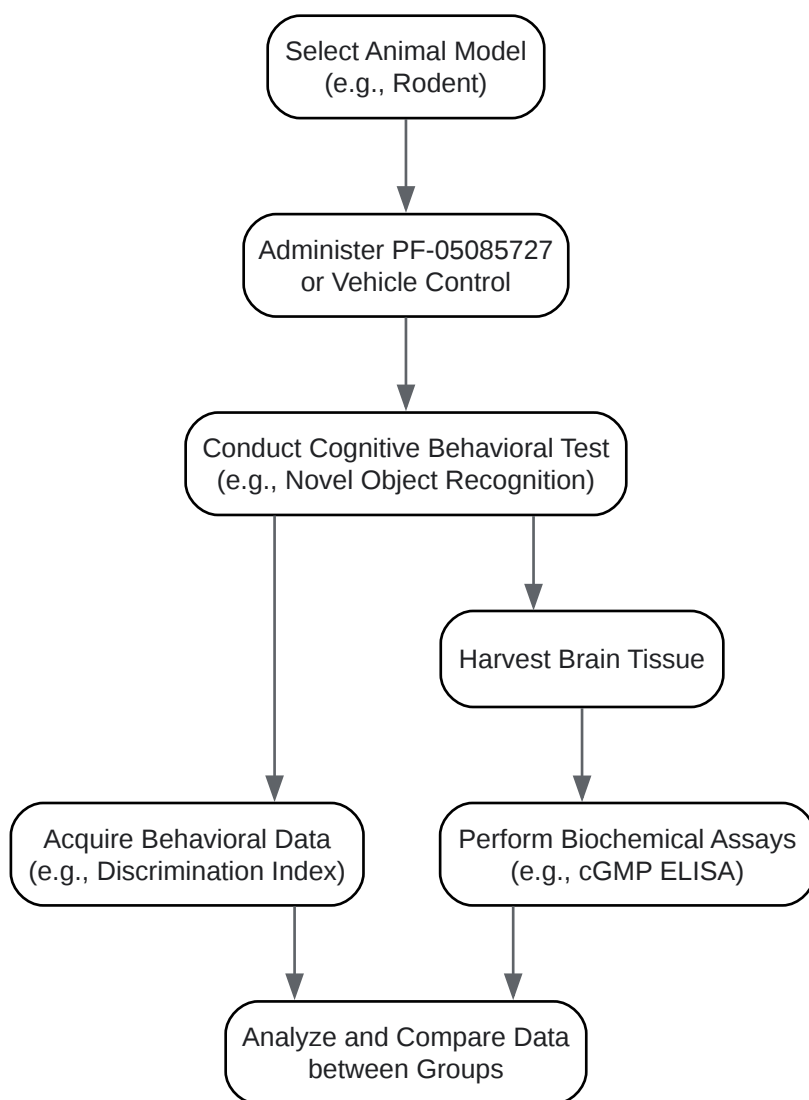 Select Animal Model
(e.g., Rodent)
Administer PF-05085727
or Vehicle Control
Conduct Cognitive Behavioral Test
(e.g., Novel Object Recognition)
Harvest Brain Tissue
Acquire Behavioral Data
(e.g., Discrimination Index)
Perform Biochemical Assays
(e.g., cGMP ELISA)
Analyze and Compare Data
between Groups